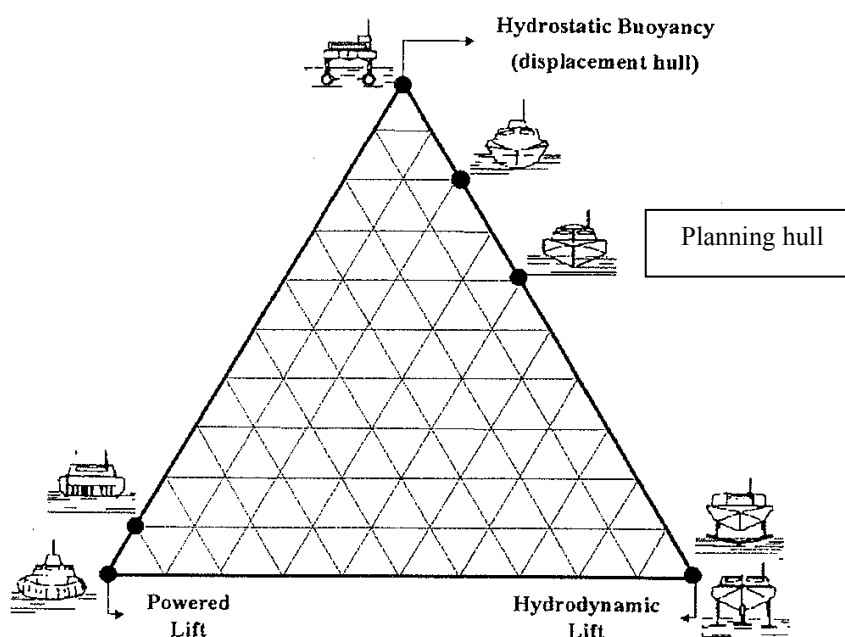 Hydrostatic Buoyancy
(displacement hull)
Planning hull
Powered
Lift
Hydrodynamic
Lift